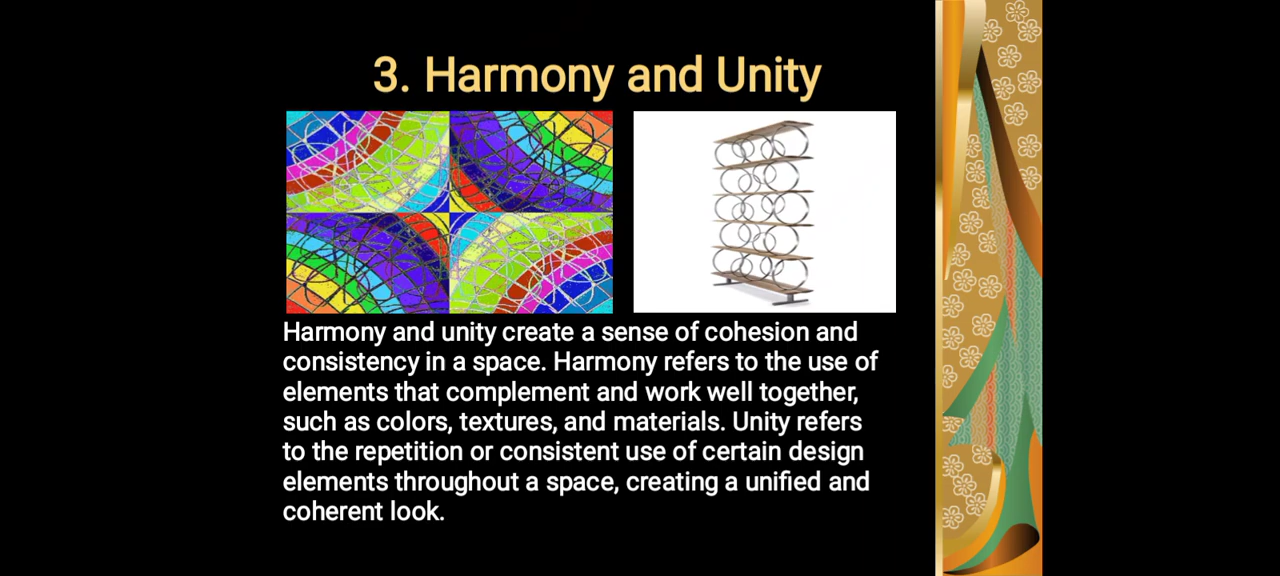 3. Harmony and Unity
Harmony and unity create a sense of cohesion and
consistency in a space. Harmony refers to the use of
elements that complement and work well together,
such as colors, textures, and materials. Unity refers
to the repetition or consistent use of certain design
elements throughout a space, creating a unified and
coherent look.